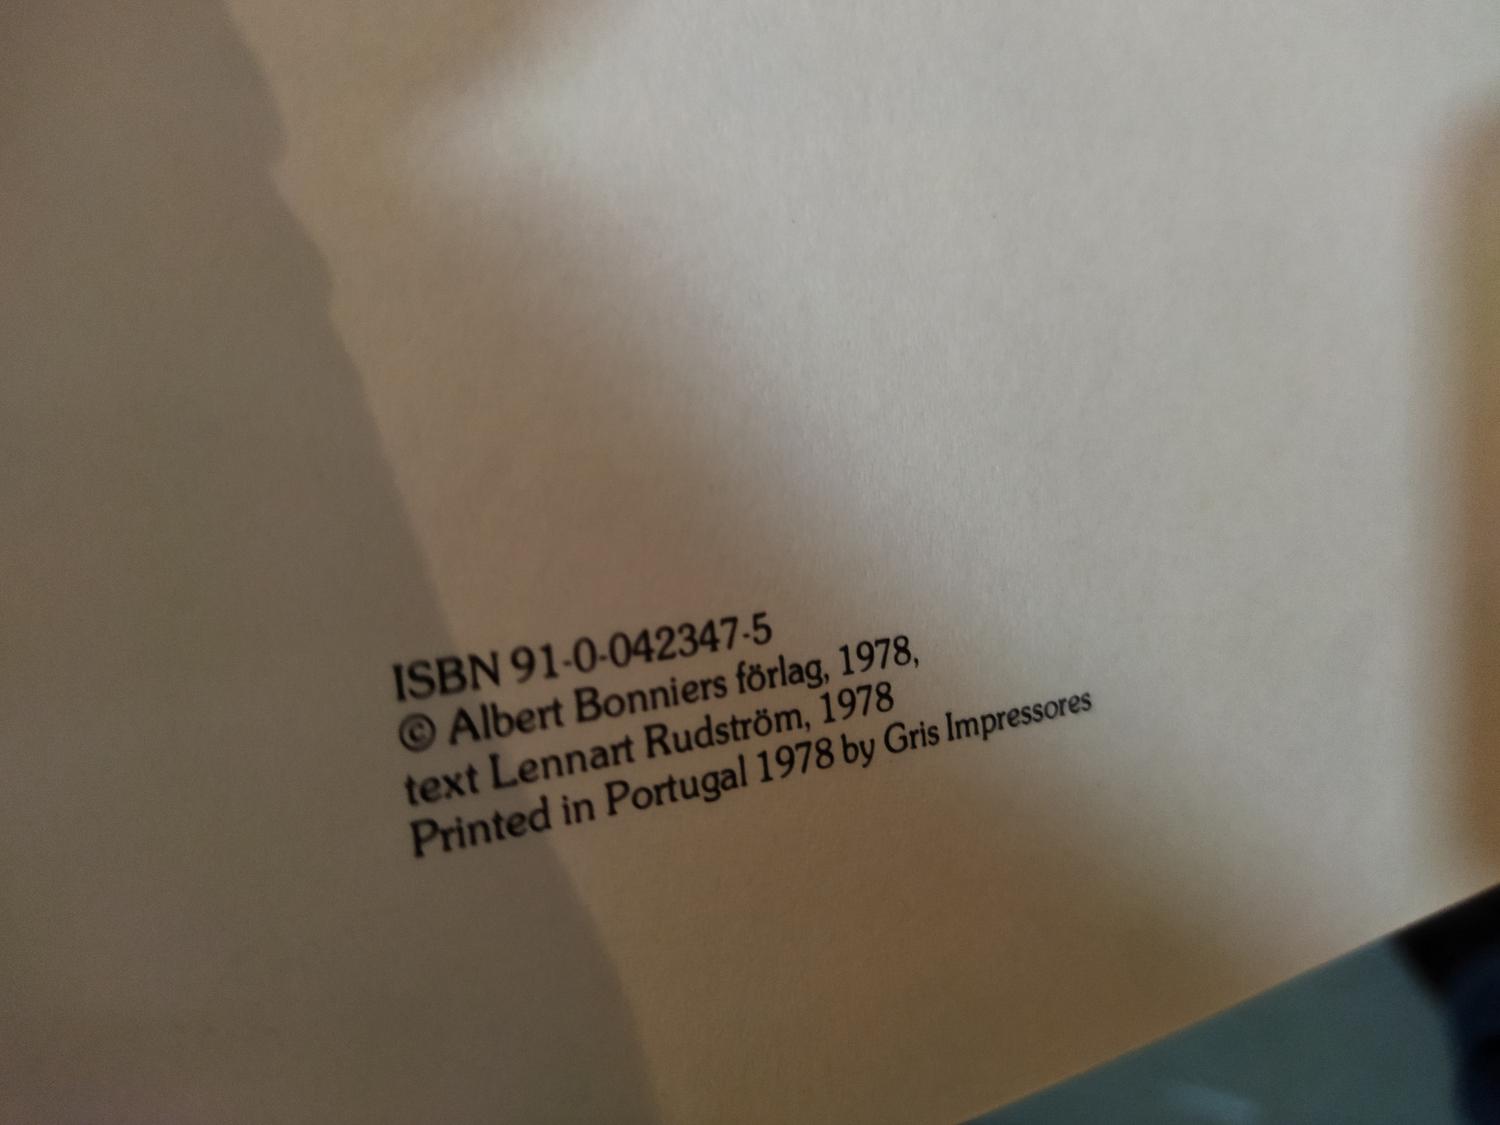 ISBN 91-0-042347-5
© Albert Bonniers förlag, 1978,
text Lennart Rudström, 1978
Printed in Portugal 1978 by Gris Impressores